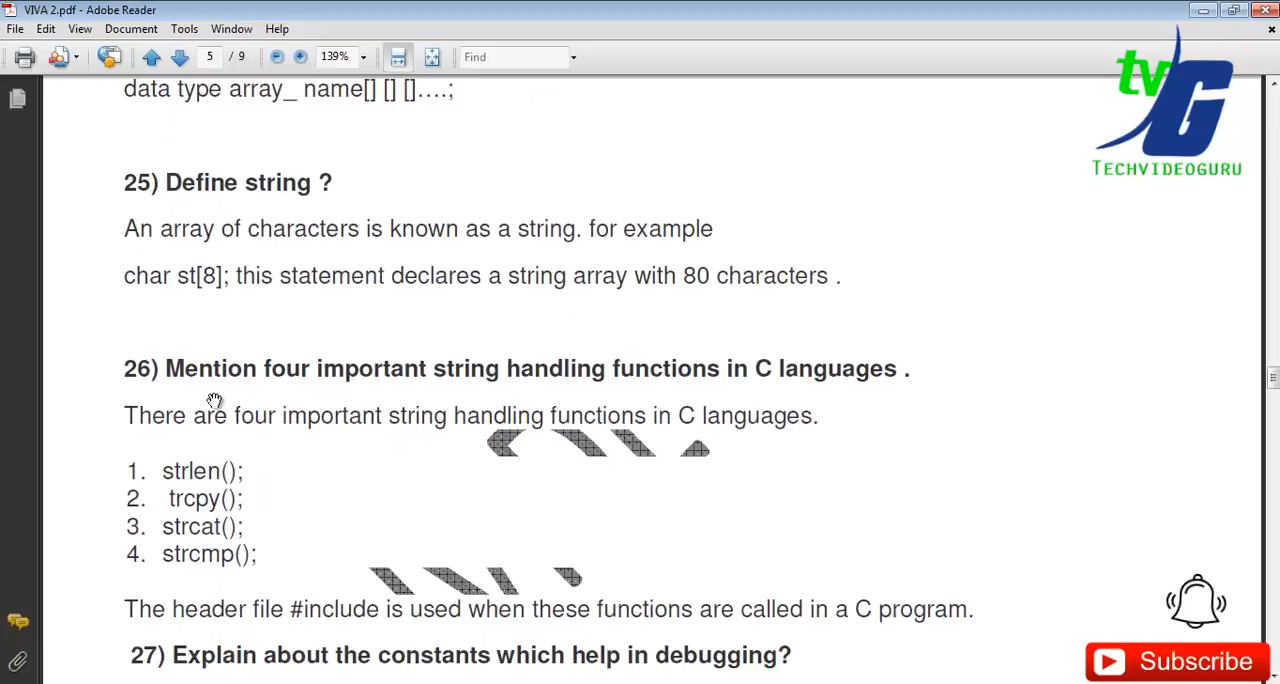 VIVA 2.pdf - Adobe Reader
File Edit View Document Tools Window Help
5 / 9 139% Find
tv G
TECHVIDEOGURU
data type array_ name[] [] []….;
25) Define string ?
An array of characters is known as a string. for example
char st[8]; this statement declares a string array with 80 characters .
26) Mention four important string handling functions in C languages .
There are four important string handling functions in C languages.
1. strlen();
2. trcpy();
3. strcat();
4. strcmp();
The header file #include is used when these functions are called in a C program.
27) Explain about the constants which help in debugging?
Subscribe